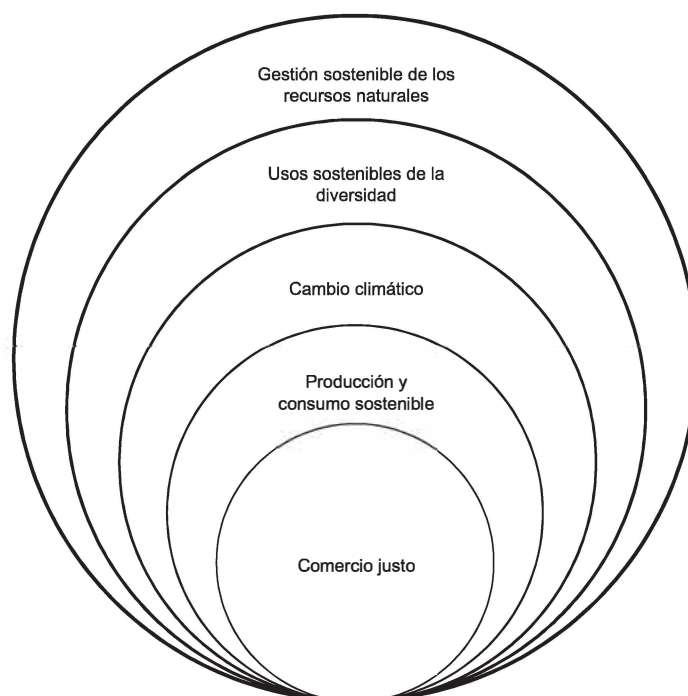 Gestión sostenible de los
recursos naturales
Usos sostenibles de la
diversidad
Cambio climático
Producción y
consumo sostenible
Comercio justo